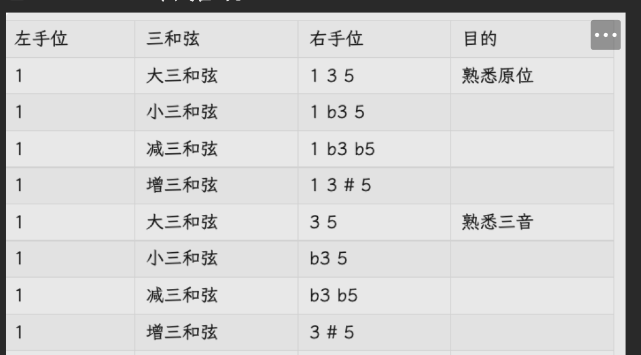 左手位 三和弦 右手位 目的
1 大三和弦 1 3 5 熟悉原位
1 小三和弦 1 b3 5
1 减三和弦 1 b3 b5
1 增三和弦 1 3 # 5
1 大三和弦 3 5 熟悉三音
1 小三和弦 b3 5
1 减三和弦 b3 b5
1 增三和弦 3 # 5